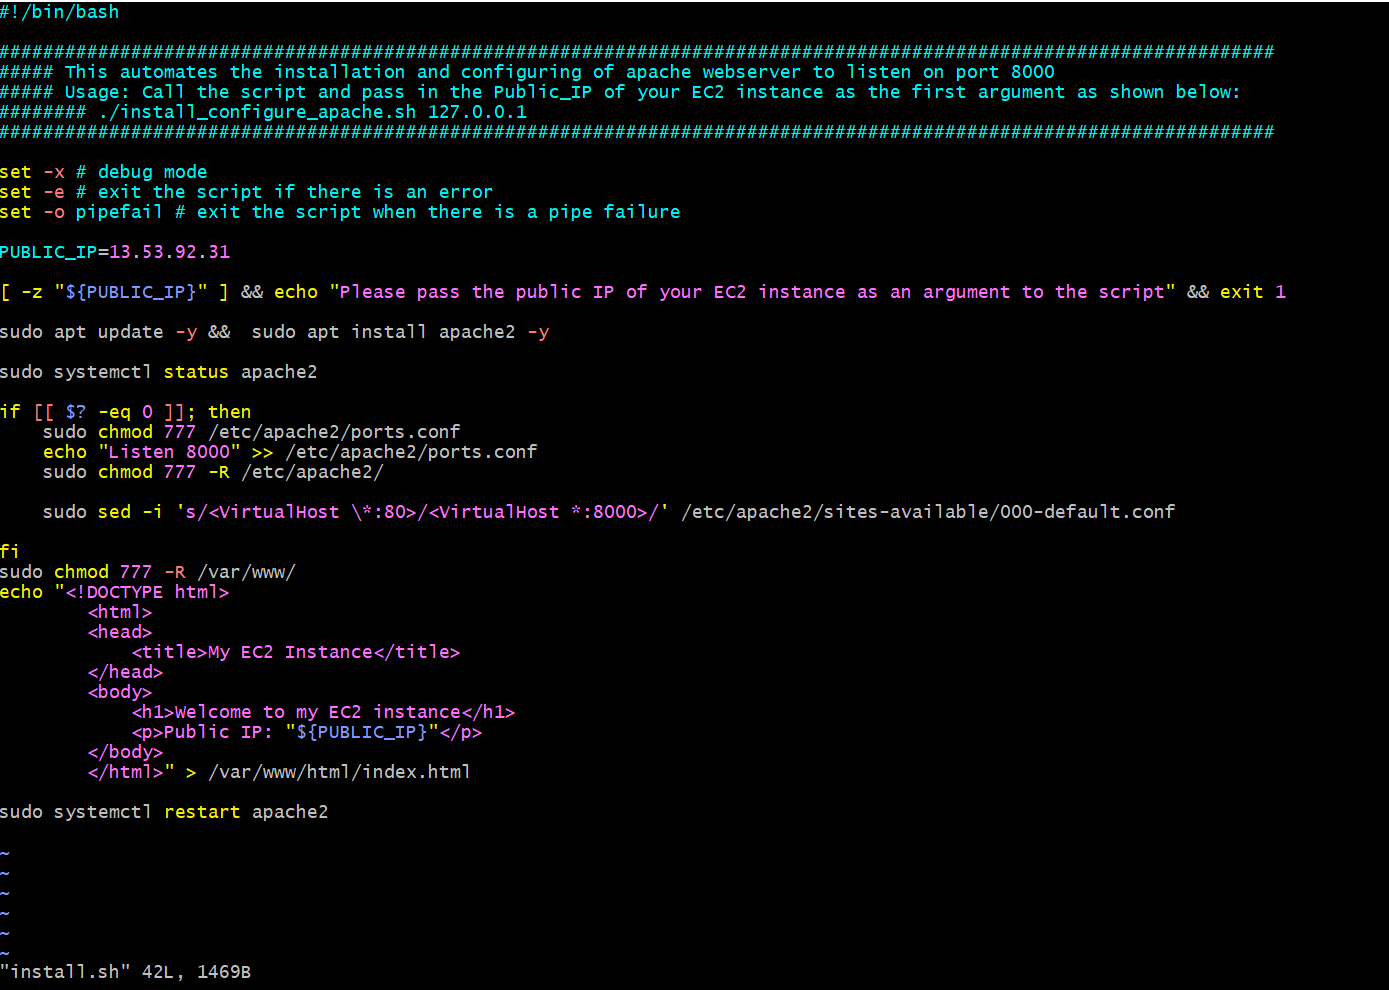 #!/bin/bash
####################################################################################################################
##### This automates the installation and configuring of apache webserver to listen on port 8000
##### Usage: Call the script and pass in the Public_IP of your EC2 instance as the first argument as shown below:
######## ./install_configure_apache.sh 127.0.0.1
####################################################################################################################
set -x # debug mode
set -e # exit the script if there is an error
set -o pipefail # exit the script when there is a pipe failure
PUBLIC_IP=13.53.92.31
[ -z "${PUBLIC_IP}" ] && echo "Please pass the public IP of your EC2 instance as an argument to the script" && exit 1
sudo apt update -y &&  sudo apt install apache2 -y
sudo systemctl status apache2
if [[ $? -eq 0 ]]; then
    sudo chmod 777 /etc/apache2/ports.conf
    echo "Listen 8000" >> /etc/apache2/ports.conf
    sudo chmod 777 -R /etc/apache2/
    sudo sed -i 's/<VirtualHost \*:80>/<VirtualHost *:8000>/' /etc/apache2/sites-available/000-default.conf
fi
sudo chmod 777 -R /var/www/
echo "<!DOCTYPE html>
        <html>
        <head>
            <title>My EC2 Instance</title>
        </head>
        <body>
            <h1>Welcome to my EC2 instance</h1>
            <p>Public IP: "${PUBLIC_IP}"</p>
        </body>
        </html>" > /var/www/html/index.html
sudo systemctl restart apache2
~
~
~
~
~
~
"install.sh" 42L, 1469B